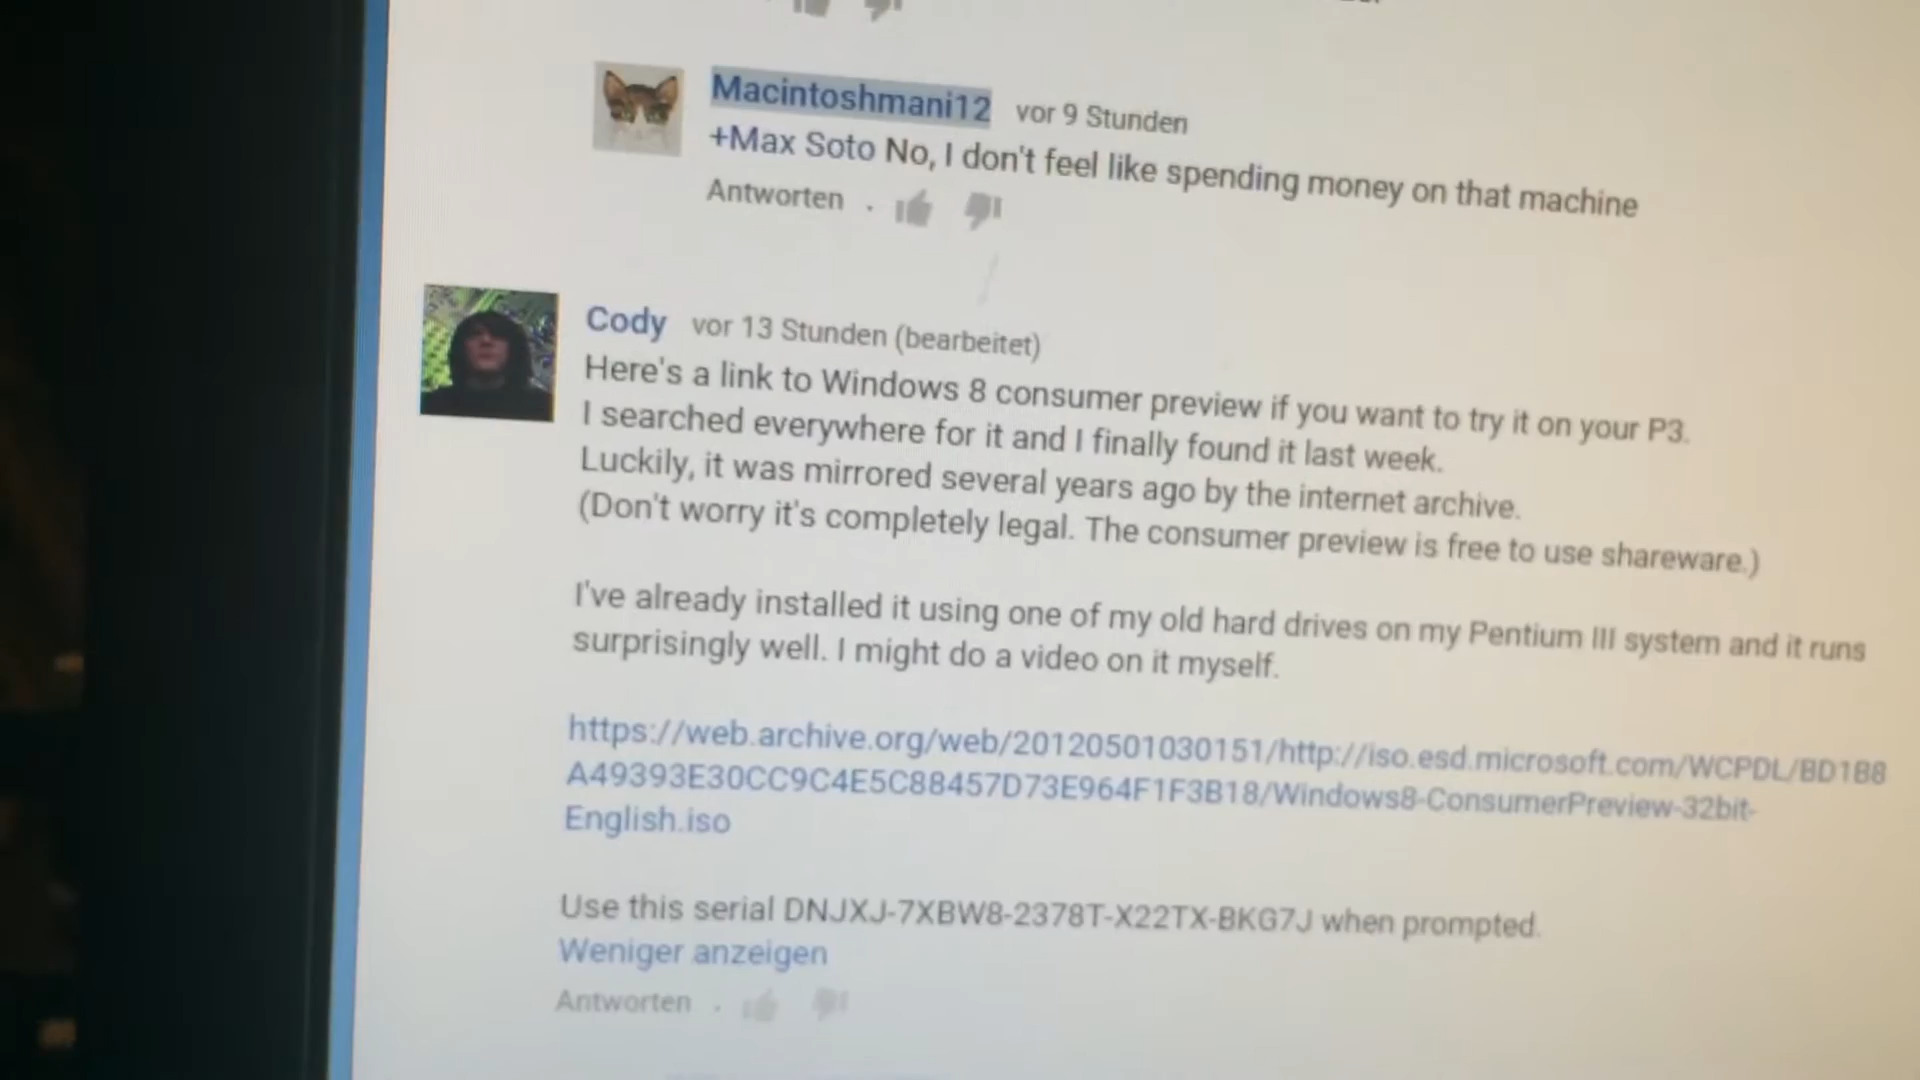 Macintoshmani12 vor 9 Stunden
+Max Soto No, I don't feel like spending money on that machine
Antworten .
Cody vor 13 Stunden (bearbeitet)
Here's a link to Windows 8 consumer preview if you want to try it on your P3.
I searched everywhere for it and I finally found it last week.
Luckily, it was mirrored several years ago by the internet archive.
(Don't worry it's completely legal. The consumer preview is free to use shareware.)
I've already installed it using one of my old hard drives on my Pentium III system and it runs
surprisingly well. I might do a video on it myself.
https://web.archive.org/web/20120501030151/http://iso.esd.microsoft.com/WCPDL/BD1B8
A49393E30CC9C4E5C88457D73E964F1F3B18/Windows8-ConsumerPreview-32bit-
English.iso
Use this serial DNJXJ-7XBW8-2378T-X22TX-BKG7J when prompted.
Weniger anzeigen
Antworten .